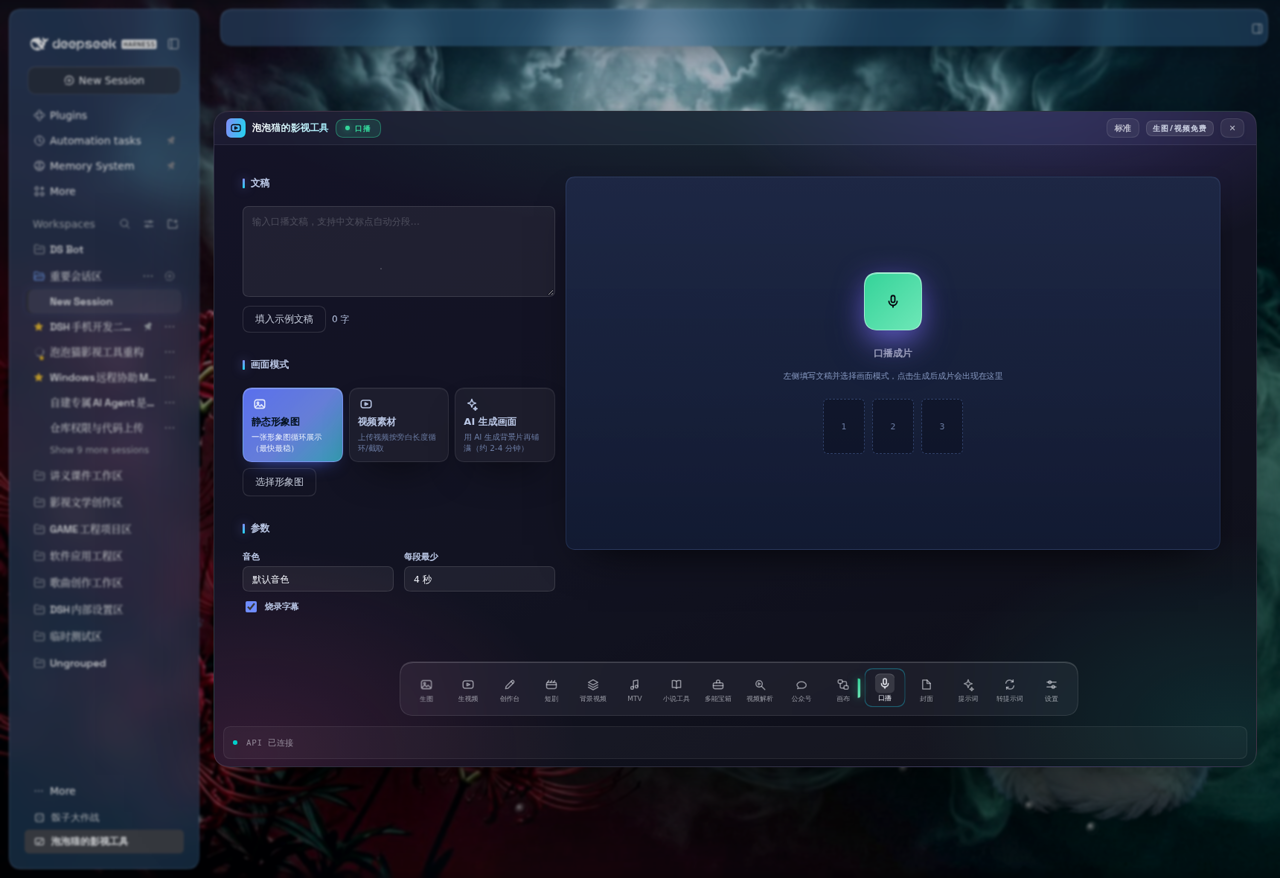 deepseek HARNESS
New Session
Plugins
Automation tasks
Memory System
More
Workspaces
DS Bot
重要会话区
New Session
DSH 手机开发二...
泡泡猫影视工具重构
Windows 远程协助 M...
自建专属 AI Agent 是...
仓库权限与代码上传
Show 9 more sessions
讲义课件工作区
影视文学创作区
GAME 工程项目区
软件应用工程区
歌曲创作工作区
DSH 内部设置区
临时测试区
Ungrouped
More
骰子大作战
泡泡猫的影视工具
泡泡猫的影视工具
口播
标准
生图/视频免费
文稿
输入口播文稿，支持中文标点自动分段...
填入示例文稿
0 字
画面模式
静态形象图
一张形象图循环展示
（最快最稳）
视频素材
上传视频按旁白长度循
环/截取
AI 生成画面
用 AI 生成背景片再铺
满（约 2-4 分钟）
选择形象图
参数
音色
每段最少
默认音色
4 秒
烧录字幕
口播成片
左侧填写文稿并选择画面模式，点击生成后成片会出现在这里
1
2
3
生图
生视频
创作台
短剧
背景视频
MTV
小说工具
多能宝箱
视频解析
公众号
画布
口播
封面
提示词
转提示词
设置
API 已连接